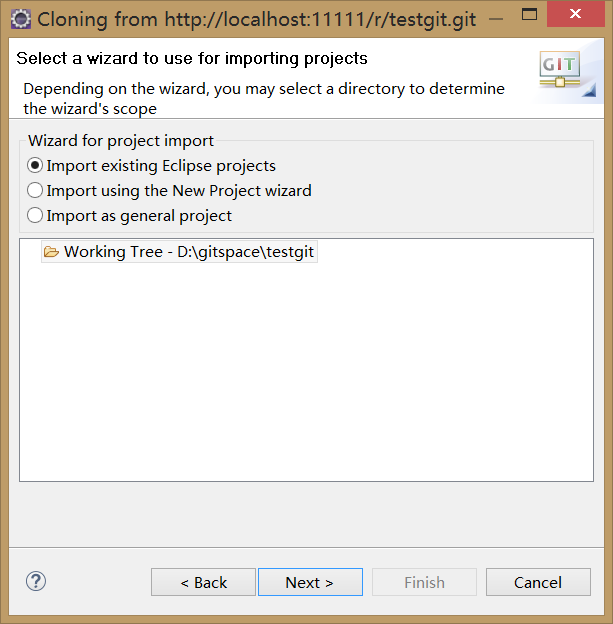 Cloning from http://localhost:11111/r/testgit.git
Select a wizard to use for importing projects
Depending on the wizard, you may select a directory to determine
the wizard's scope
GIT
Wizard for project import
Import existing Eclipse projects
Import using the New Project wizard
Import as general project
Working Tree - D:\gitspace\testgit
?
< Back
Next >
Finish
Cancel